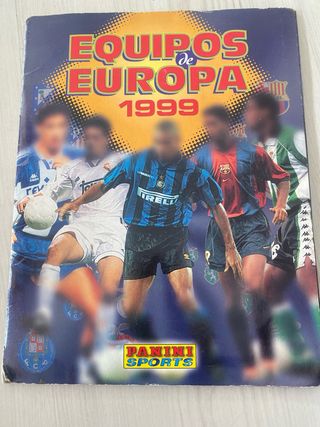 EQUIPOS
de
EUROPA
1999
PIRELLI
PANINI
SPORTS